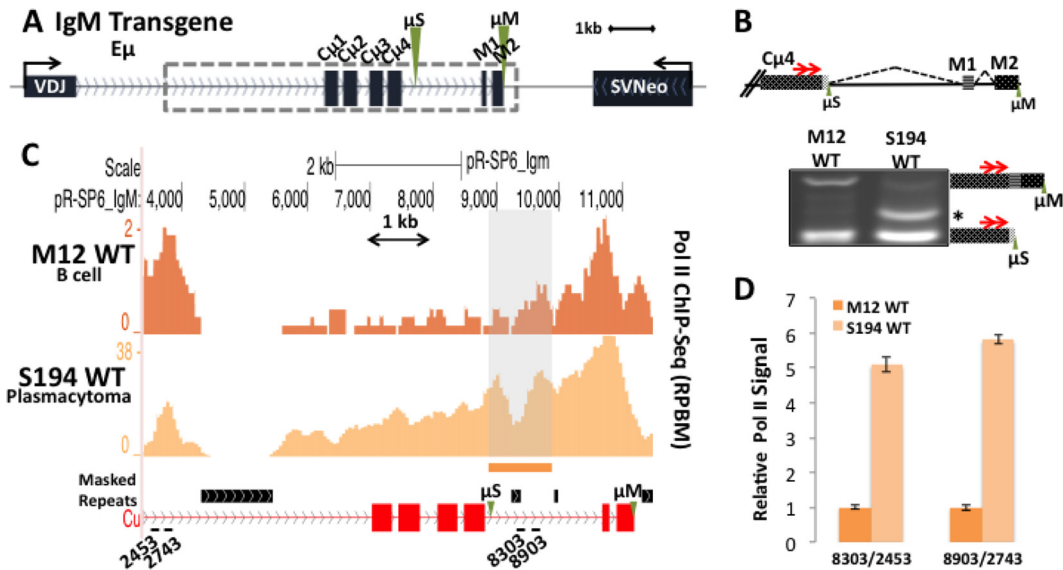 A IgM Transgene
Eμ
VDJ
Cμ1
Cμ2
Cμ3
Cμ4
μS
M1
M2
μM
1kb
SVNeo
B
Cμ4
M1
M2
μS
μM
M12
WT
S194
WT
μM
*
μS
C
Scale
2 kb
pR-SP6_Igm
pR-SP6_IgM:
4,000
5,000
6,000
7,000
8,000
9,000
10,000
11,000
1 kb
2
M12 WT
B cell
0
38
S194 WT
Plasmacytoma
0
Pol II ChIP-Seq (RPBM)
Masked
Repeats
μS
μM
Cu
2453
2743
8303
8903
D
M12 WT
S194 WT
Relative Pol II Signal
7
6
5
4
3
2
1
0
8303/2453
8903/2743